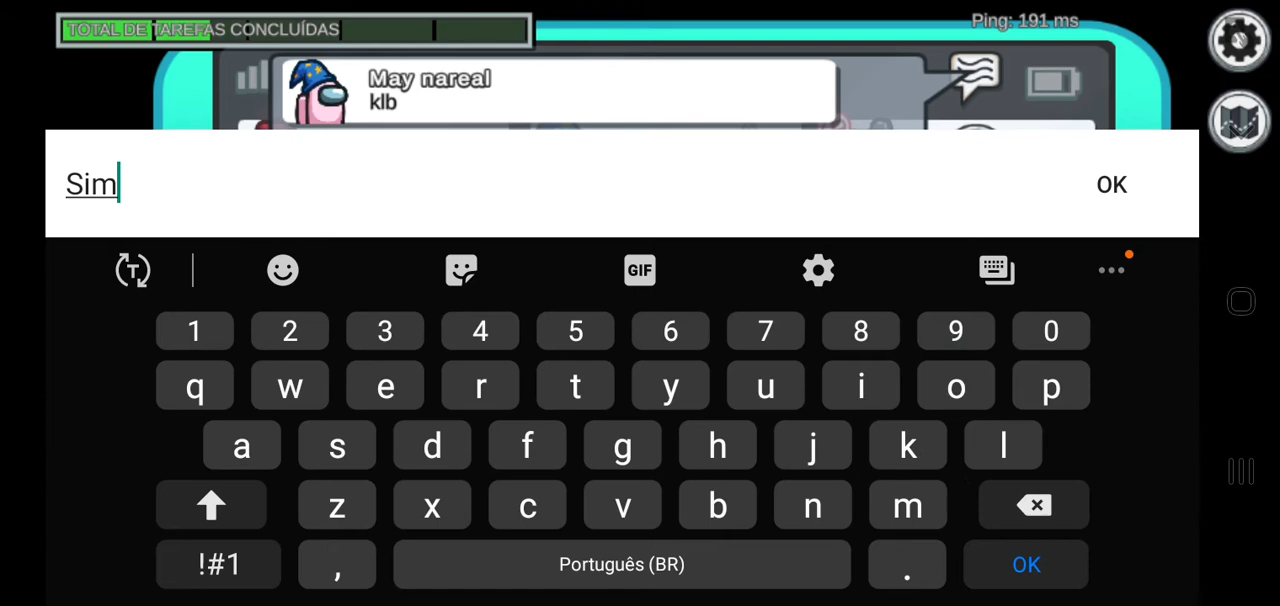 TOTAL DE TAREFAS CONCLUÍDAS
Ping: 191 ms
May nareal
klb
Sim
OK
T
GIF
1 2 3 4 5 6 7 8 9 0
q w e r t y u i o p
a s d f g h j k l
z x c v b n m
!#1 , Português (BR) . OK